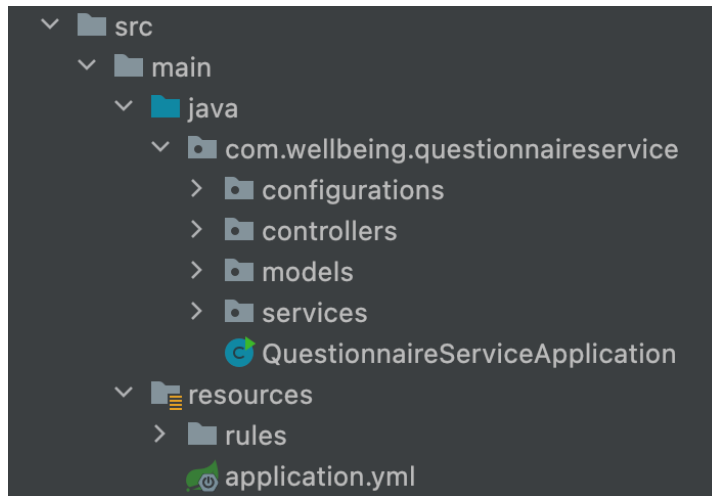 src
main
java
com.wellbeing.questionnaireservice
configurations
controllers
models
services
QuestionnaireServiceApplication
resources
rules
application.yml